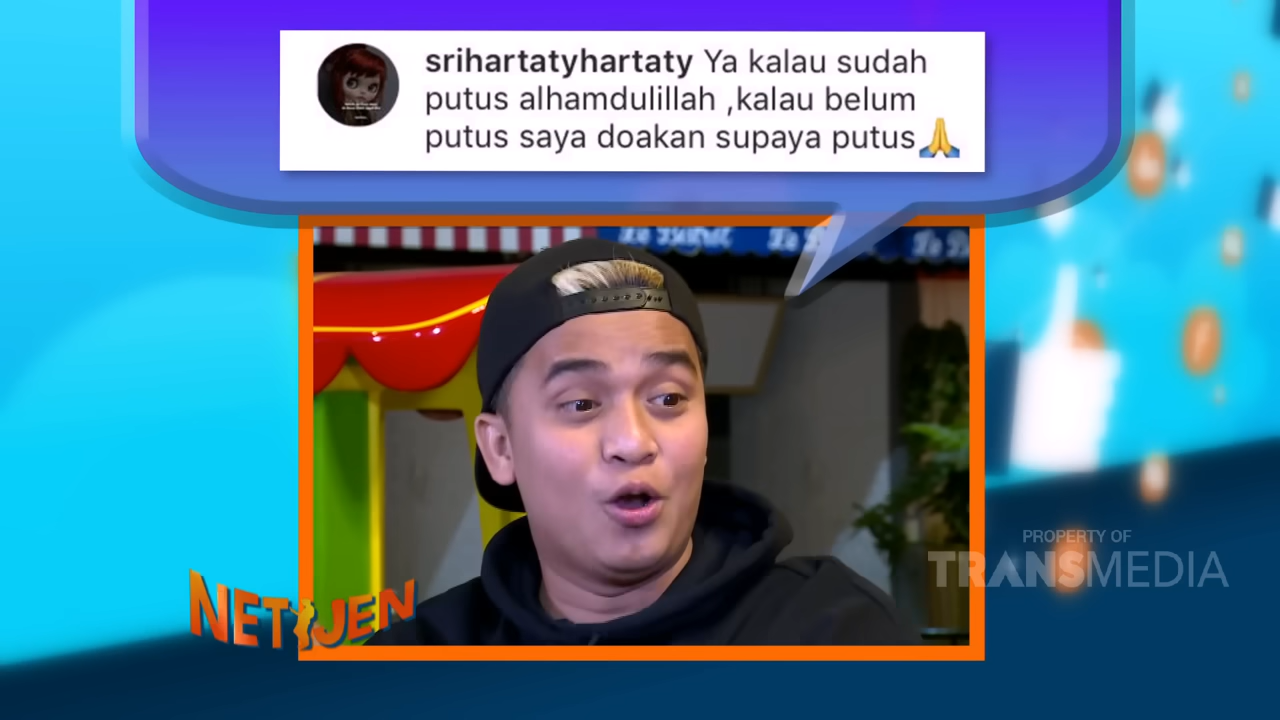 srihartatyhartaty Ya kalau sudah
putus alhamdulillah ,kalau belum
putus saya doakan supaya putus🙏
PROPERTY OF
TRANSMEDIA
NETIJEN